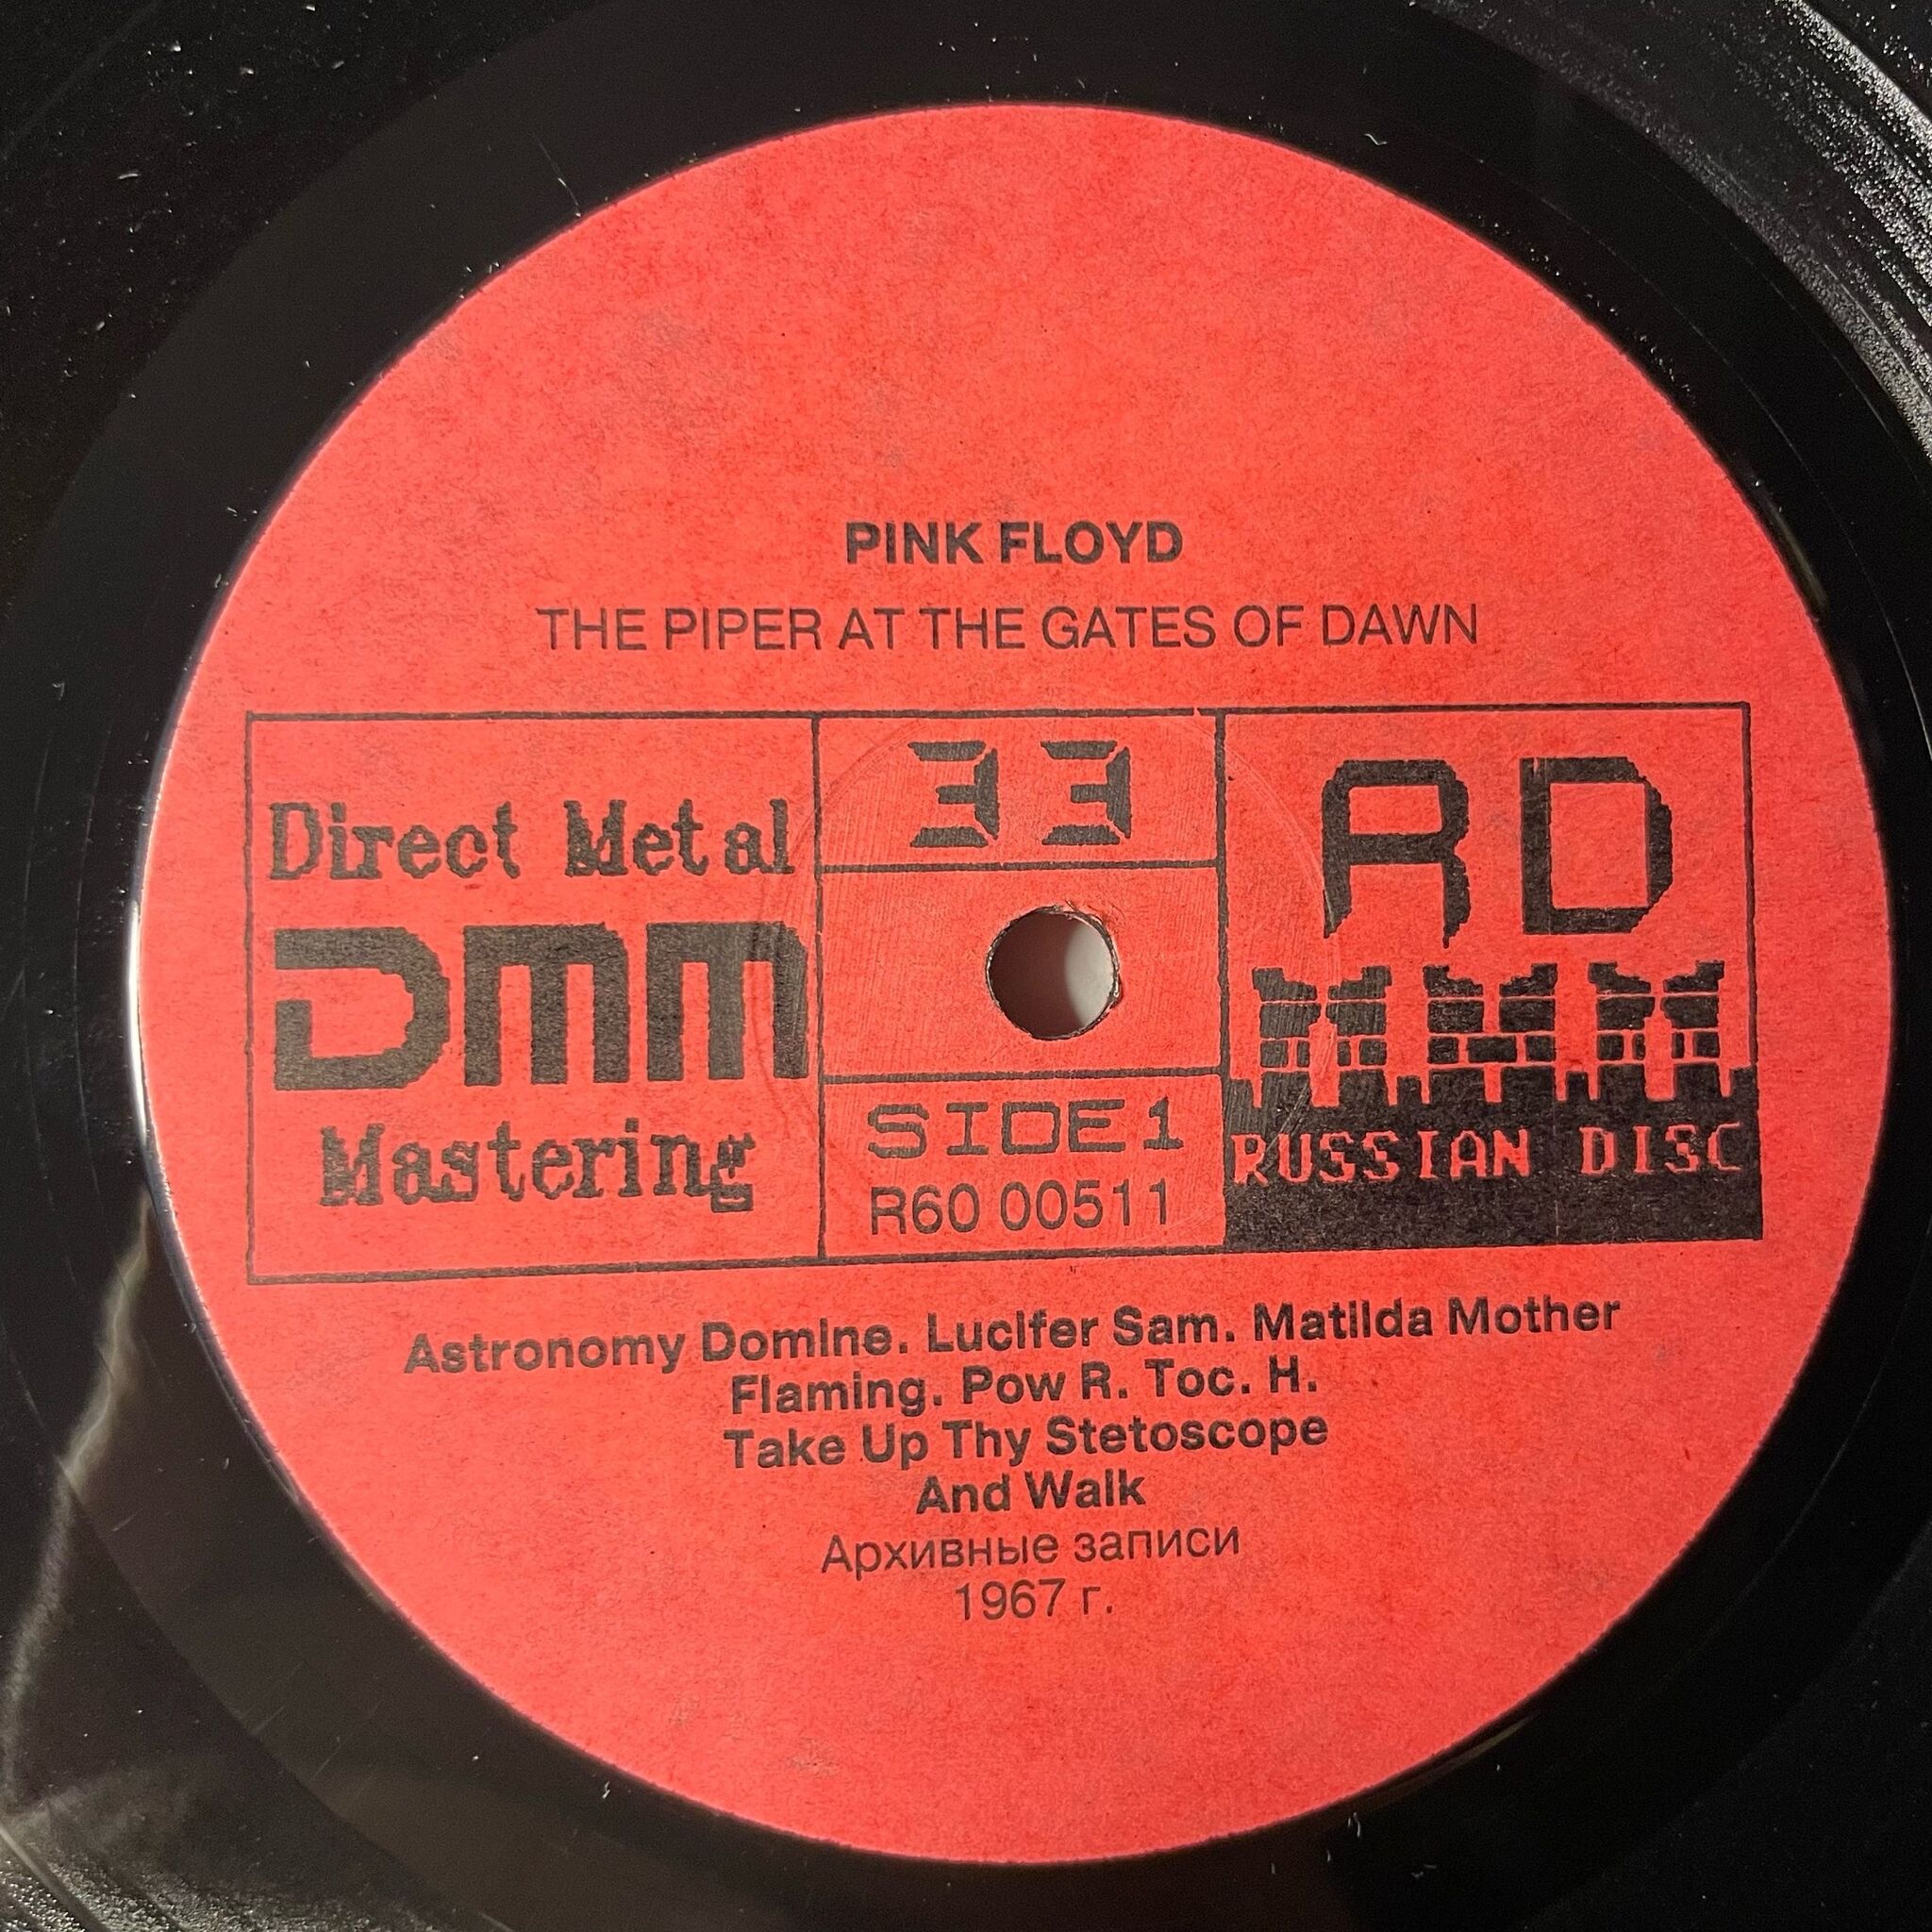 PINK FLOYD
THE PIPER AT THE GATES OF DAWN
Direct Metal
DMM
Mastering
33
SIDE 1
R60 00511
RD
RUSSIAN DISC
Astronomy Domine. Lucifer Sam. Matilda Mother
Flaming. Pow R. Toc. H.
Take Up Thy Stetoscope
And Walk
Архивные записи
1967 г.